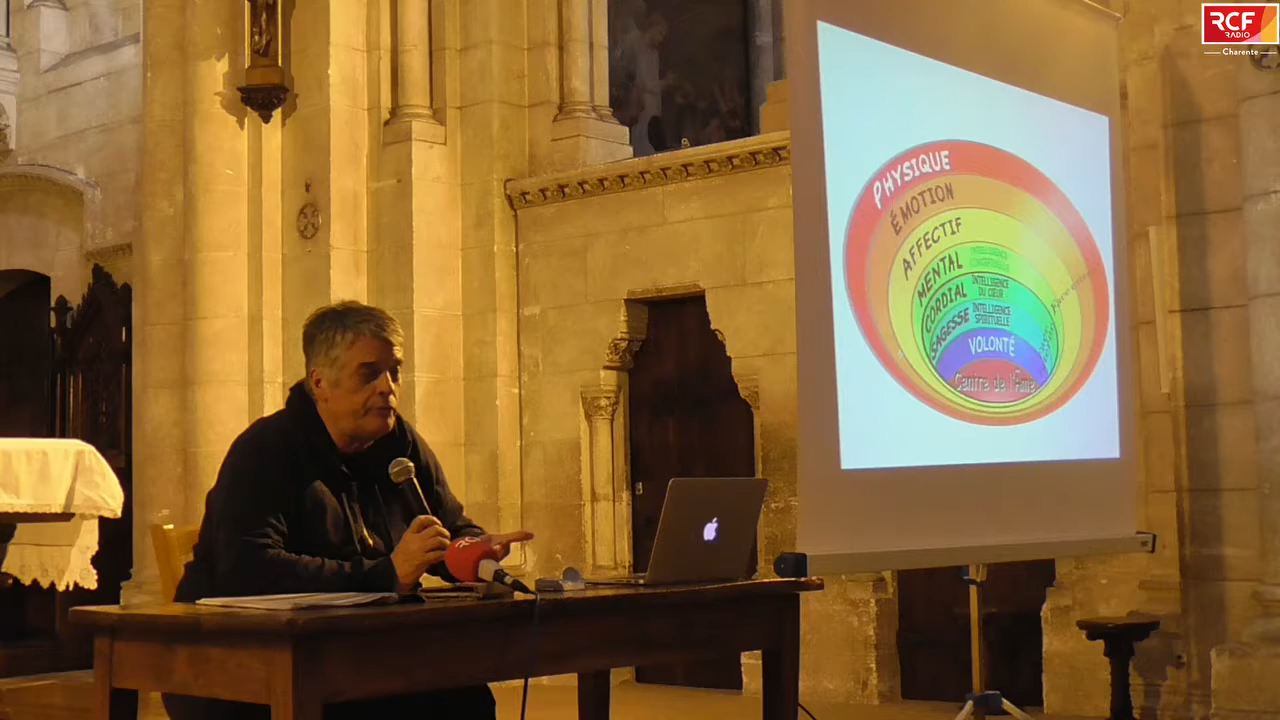 RCF
RADIO
Charente
PHYSIQUE
ÉMOTION
AFFECTIF
MENTAL
INTELLIGENCE
CORDIAL
INTELLIGENCE
DU CŒUR
SAGESSE
INTELLIGENCE
SPIRITUELLE
VOLONTÉ
Centre de l'Âme